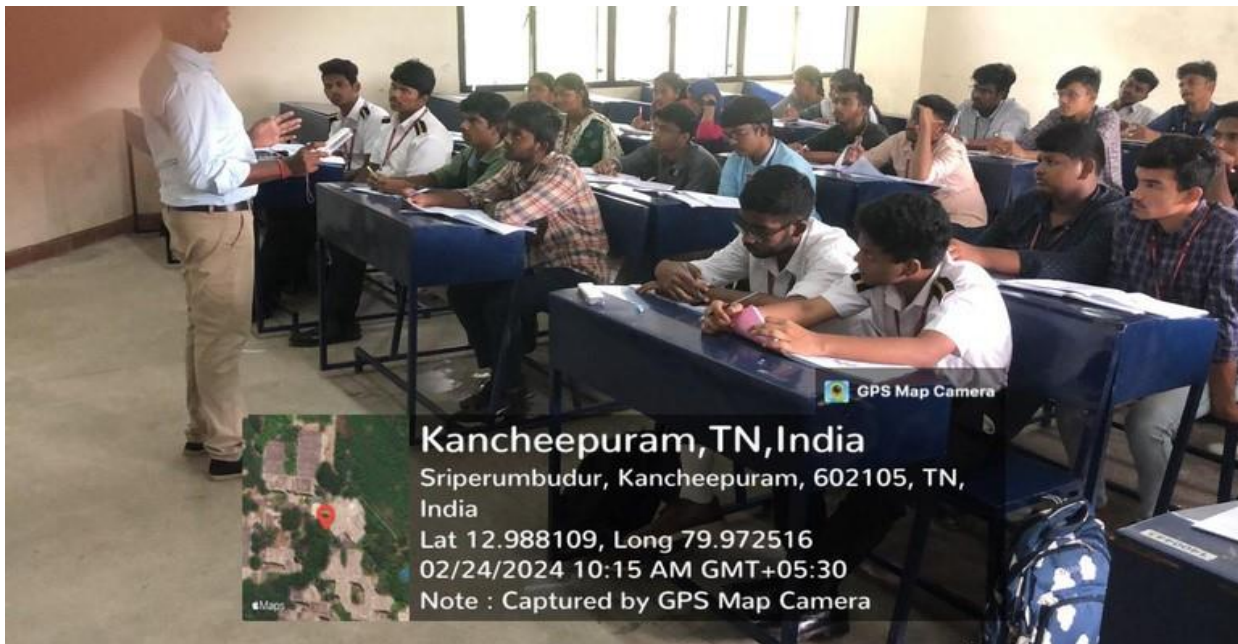 GPS Map Camera
Kancheepuram,TN,India
Sriperumbudur, Kancheepuram, 602105, TN,
India
Lat 12.988109, Long 79.972516
02/24/2024 10:15 AM GMT+05:30
Note : Captured by GPS Map Camera
Maps